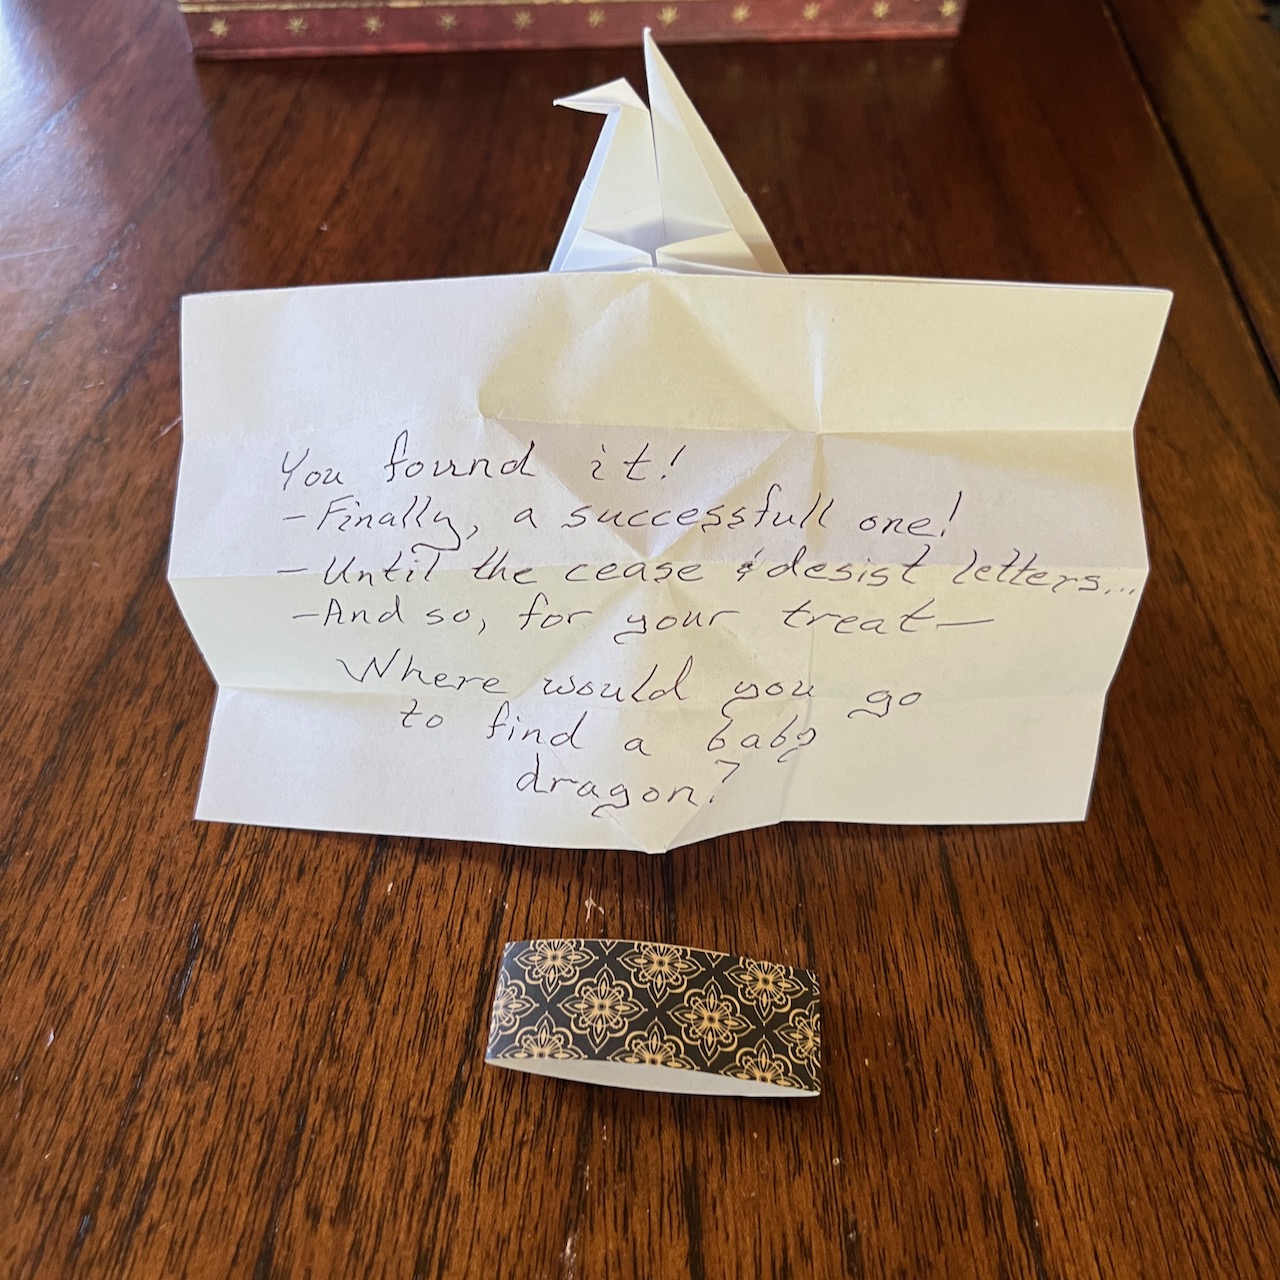 You found it!
-Finally, a successfull one!
-Until the cease & desist letters...
-And so, for your treat—
Where would you go
to find a baby
dragon?